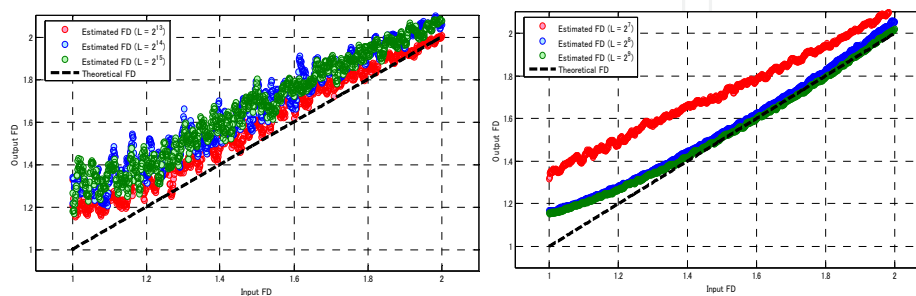 Estimated FD (L = 2^13)
Estimated FD (L = 2^14)
Estimated FD (L = 2^15)
Theoretical FD
2
1.8
1.6
1.4
1.2
1
Output FD
1
1.2
1.4
1.6
1.8
2
Input FD
Estimated FD (L = 2^7)
Estimated FD (L = 2^8)
Estimated FD (L = 2^9)
Theoretical FD
2
1.8
1.6
1.4
1.2
1
Output FD
1
1.2
1.4
1.6
1.8
2
Input FD